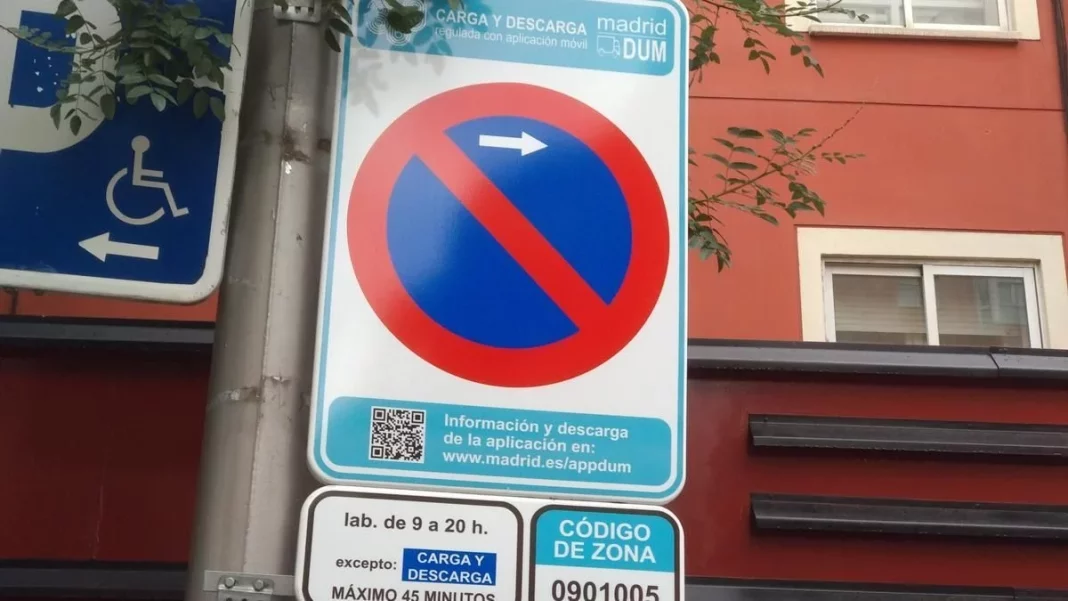 CARGA Y DESCARGA
regulada con aplicación móvil
madrid
DUM
Información y descarga
de la aplicación en:
www.madrid.es/appdum
lab. de 9 a 20 h.
excepto: CARGA Y
DESCARGA
MÁXIMO 45 MINUTOS
CÓDIGO
DE ZONA
0901005